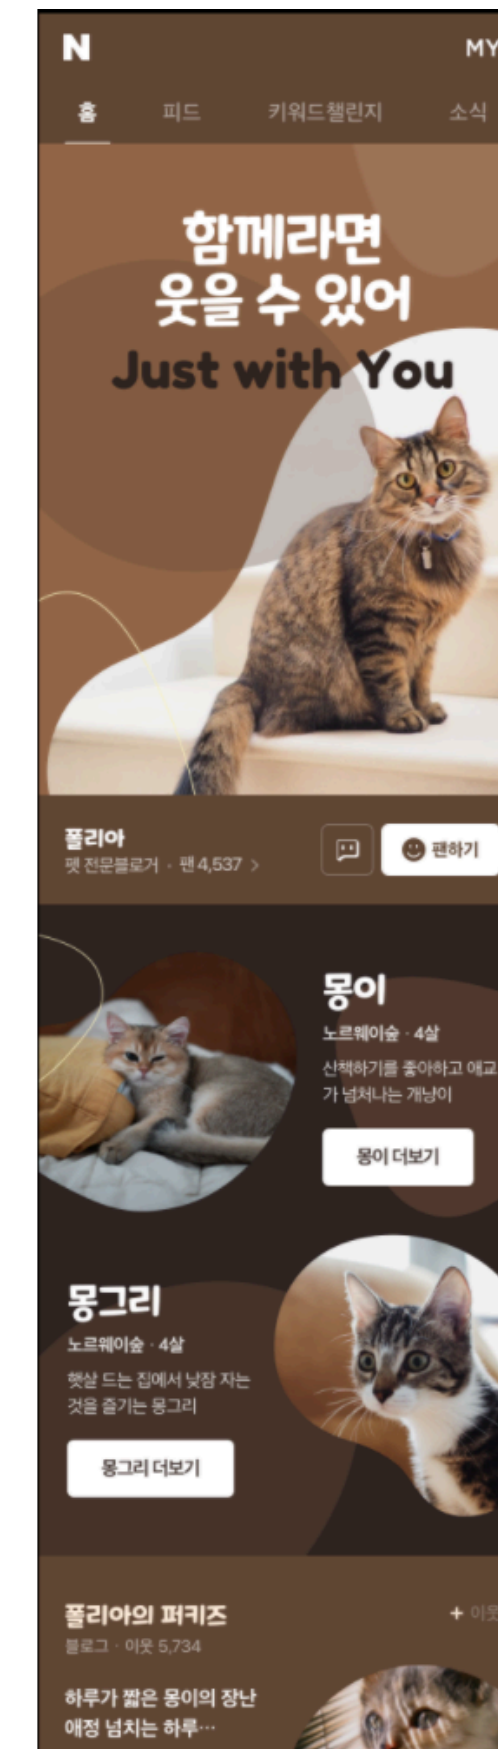 N MY
홈 피드 키워드챌린지 소식
함께라면
웃을 수 있어
Just with You
폴리아
펫 전문블로거 · 팬 4,537 >
팬하기
몽이
노르웨이숲 · 4살
산책하기를 좋아하고 애교
가 넘처나는 개냥이
몽이 더보기
몽그리
노르웨이숲 · 4살
햇살 드는 집에서 낮잠 자는
것을 즐기는 몽그리
몽그리 더보기
폴리아의 퍼키즈
+ 이웃
블로그 · 이웃 5,734
하루가 짧은 몽이의 장난
애정 넘치는 하루…